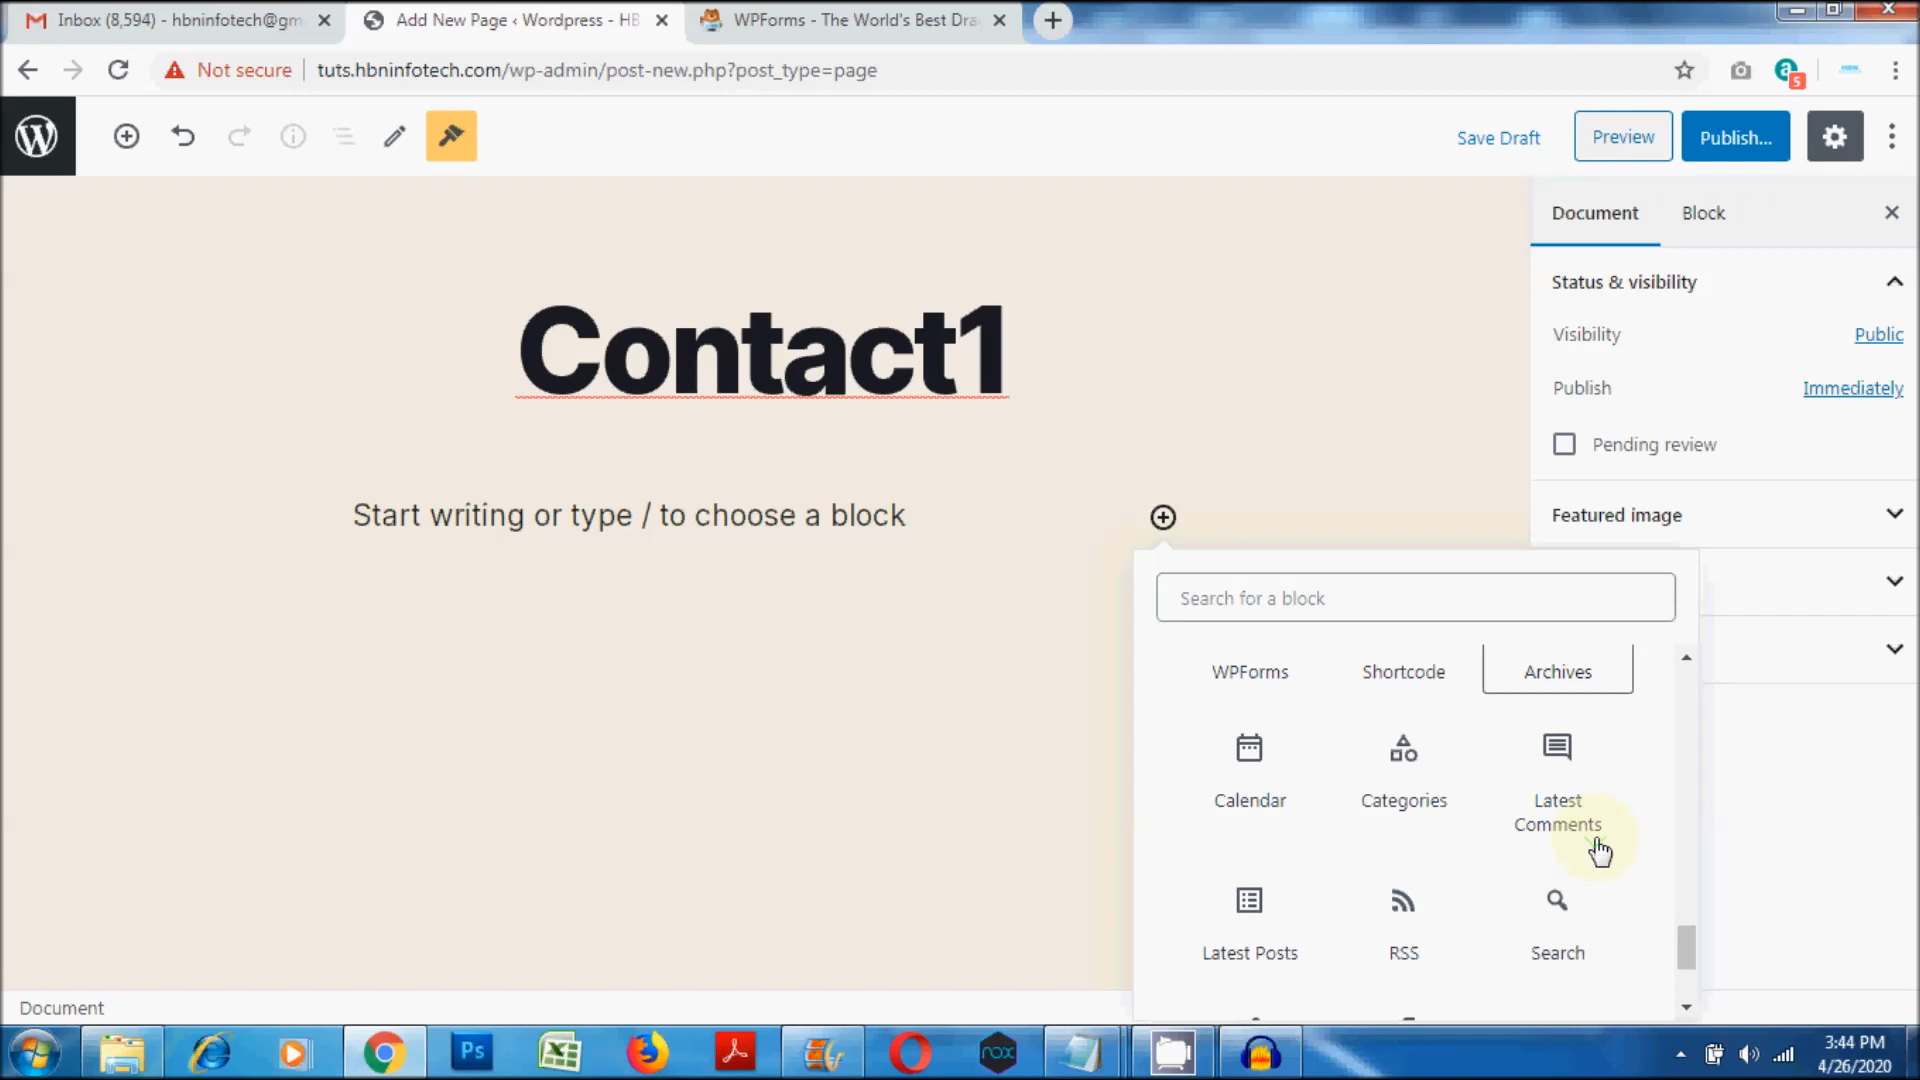 Inbox (8,594) - hbninfotech@gm
Add New Page ‹ Wordpress - HB
WPForms - The World's Best Dra
Not secure
tuts.hbninfotech.com/wp-admin/post-new.php?post_type=page
5
Save Draft
Preview
Publish...
Document
Block
Contact1
Status & visibility
Visibility
Public
Publish
Immediately
Pending review
Start writing or type / to choose a block
Featured image
Search for a block
WPForms
Shortcode
Archives
Calendar
Categories
Latest
Comments
Latest Posts
RSS
Search
Document
Ps
nox
3:44 PM
4/26/2020